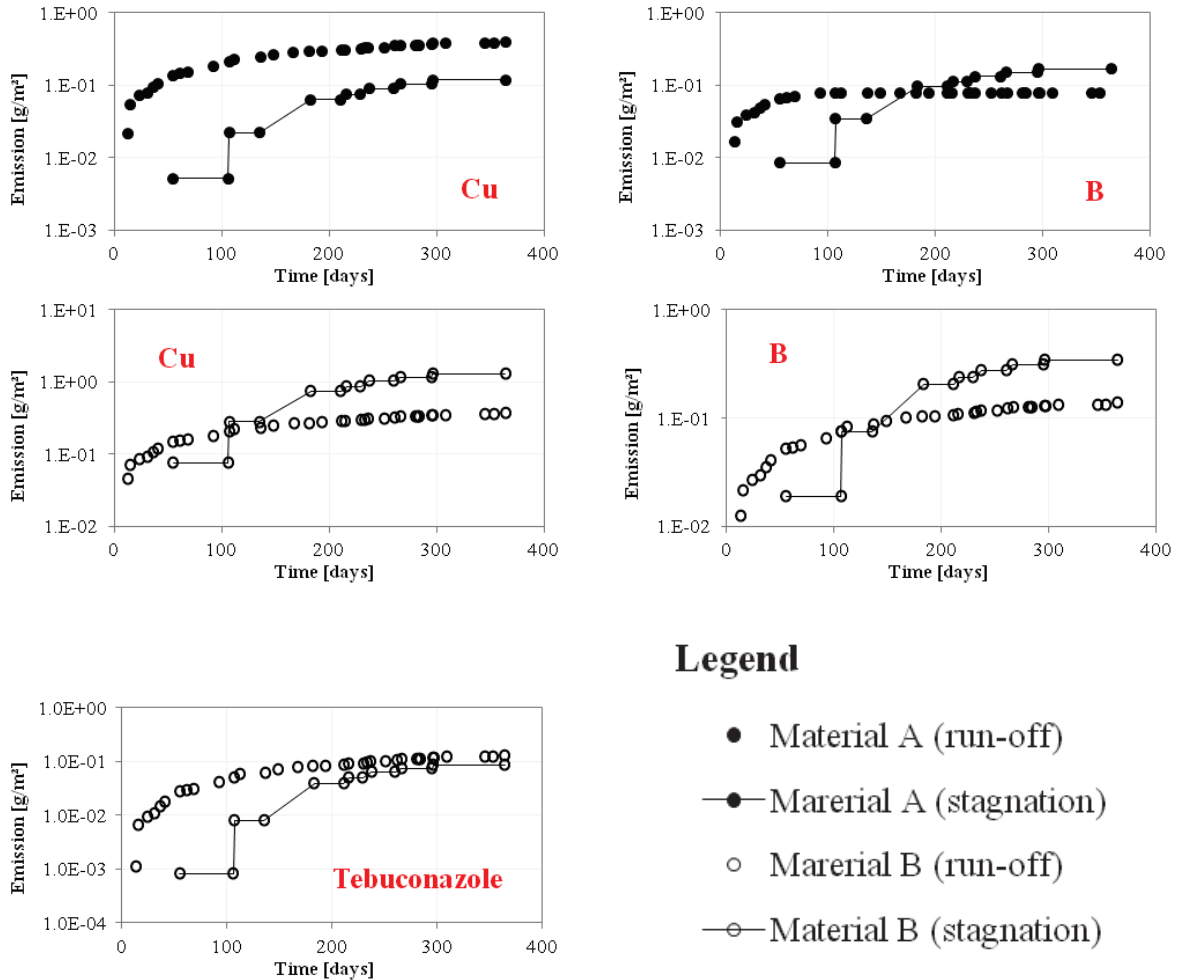 1.E+00
1.E-01
1.E-02
1.E-03
Emission [g/m²]
0 100 200 300 400
Time [days]
Cu
1.E+00
1.E-01
1.E-02
1.E-03
Emission [g/m²]
0 100 200 300 400
Time [days]
B
1.E+01
1.E+00
1.E-01
1.E-02
Emission [g/m²]
0 100 200 300 400
Time [days]
Cu
1.E+00
1.E-01
1.E-02
Emission [g/m²]
0 100 200 300 400
Time [days]
B
1.0E+00
1.0E-01
1.0E-02
1.0E-03
1.0E-04
Emission [g/m²]
0 100 200 300 400
Time [days]
Tebuconazole
Legend
Material A (run-off)
Marerial A (stagnation)
Marerial B (run-off)
Material B (stagnation)